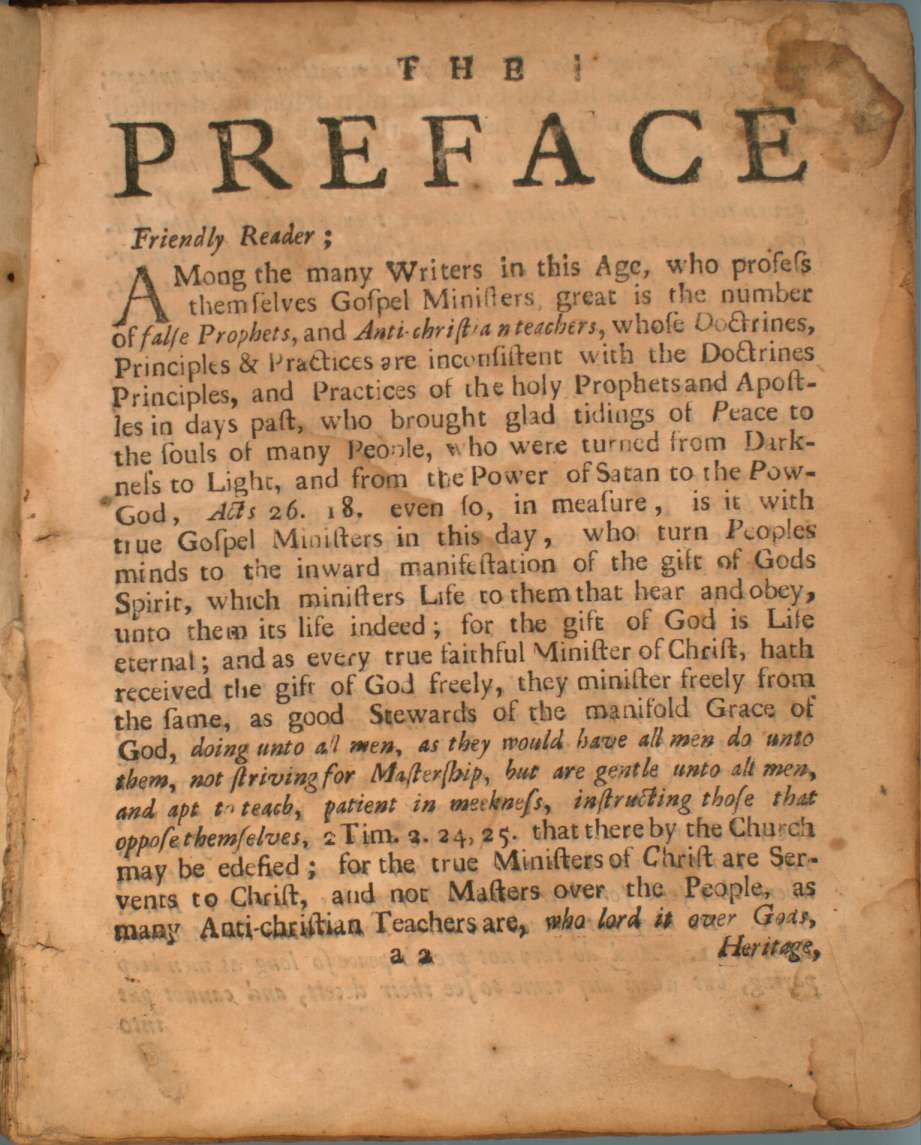 THE
PREFACE
Friendly Reader;
AMong the many Writers in this Age, who profeſs
themſelves Goſpel Miniſters, great is the number
of falſe Prophets, and Anti-chriſtian teachers, whoſe Doctrines,
Principles & Practices are inconſiſtent with the Doctrines
Principles, and Practices of the holy Prophets and Apoſt-
les in days paſt, who brought glad tidings of Peace to
the ſouls of many People, who were turned from Dark-
neſs to Light, and from the Power of Satan to the Pow-
God, Acts 26. 18. even ſo, in meaſure, is it with
true Goſpel Miniſters in this day, who turn Peoples
minds to the inward manifeſtation of the gift of Gods
Spirit, which miniſters Life to them that hear and obey,
unto them its life indeed; for the gift of God is Life
eternal; and as every true faithful Miniſter of Chriſt, hath
received the gift of God freely, they miniſter freely from
the ſame, as good Stewards of the manifold Grace of
God, doing unto all men, as they would have all men do unto
them, not ſtriving for Maſterſhip, but are gentle unto all men,
and apt to teach, patient in meekneſs, inſtructing thoſe that
oppoſe themſelves, 2 Tim. 2. 24, 25. that there by the Church
may be edefied; for the true Miniſters of Chriſt are Ser-
vents to Chriſt, and not Maſters over the People, as
many Anti-chriſtian Teachers are, who lord it over Gods,
a a
Heritage,